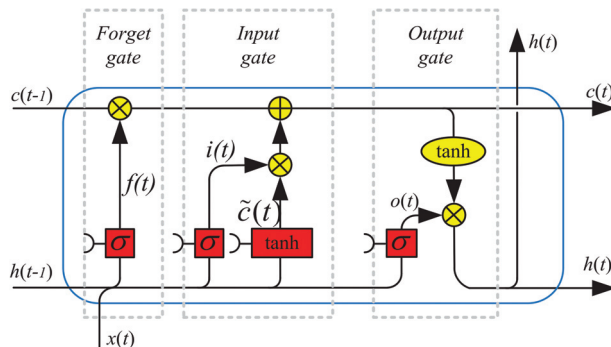 Forget
gate
Input
gate
Output
gate
h(t)
c(t-1)
c(t)
i(t)
tanh
f(t)
c̃(t)
o(t)
σ
σ
tanh
σ
h(t-1)
h(t)
x(t)